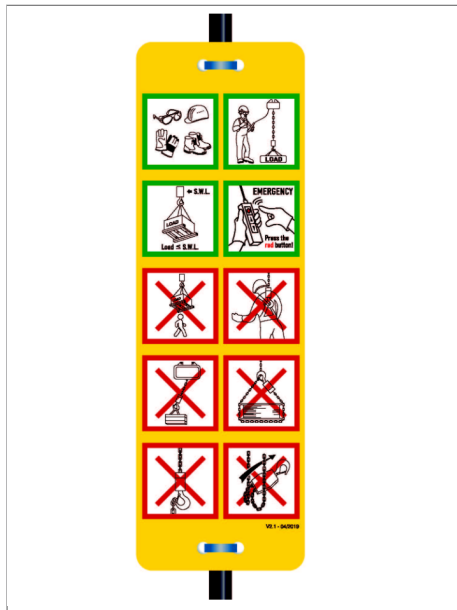 LOAD
← S.W.L.
LOAD
Load ≤ S.W.L.
EMERGENCY
Press the
red button!
V2.1 - 04/2019